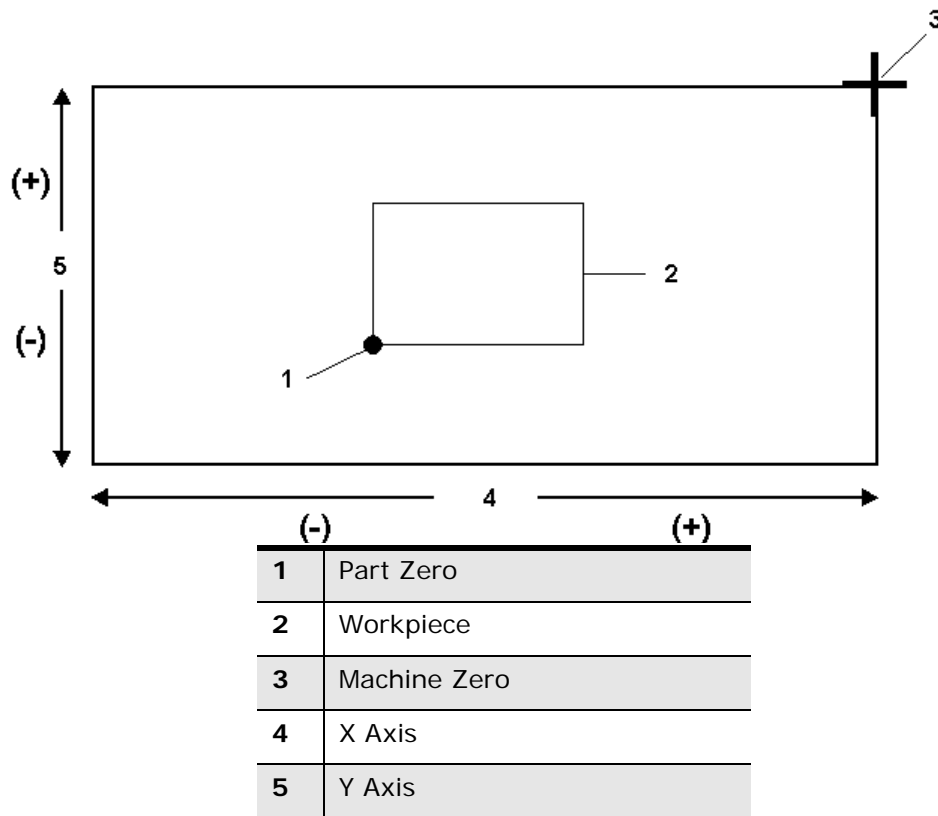 3
(+)
5
2
(-)
1
4
(-) (+)
1 Part Zero
2 Workpiece
3 Machine Zero
4 X Axis
5 Y Axis